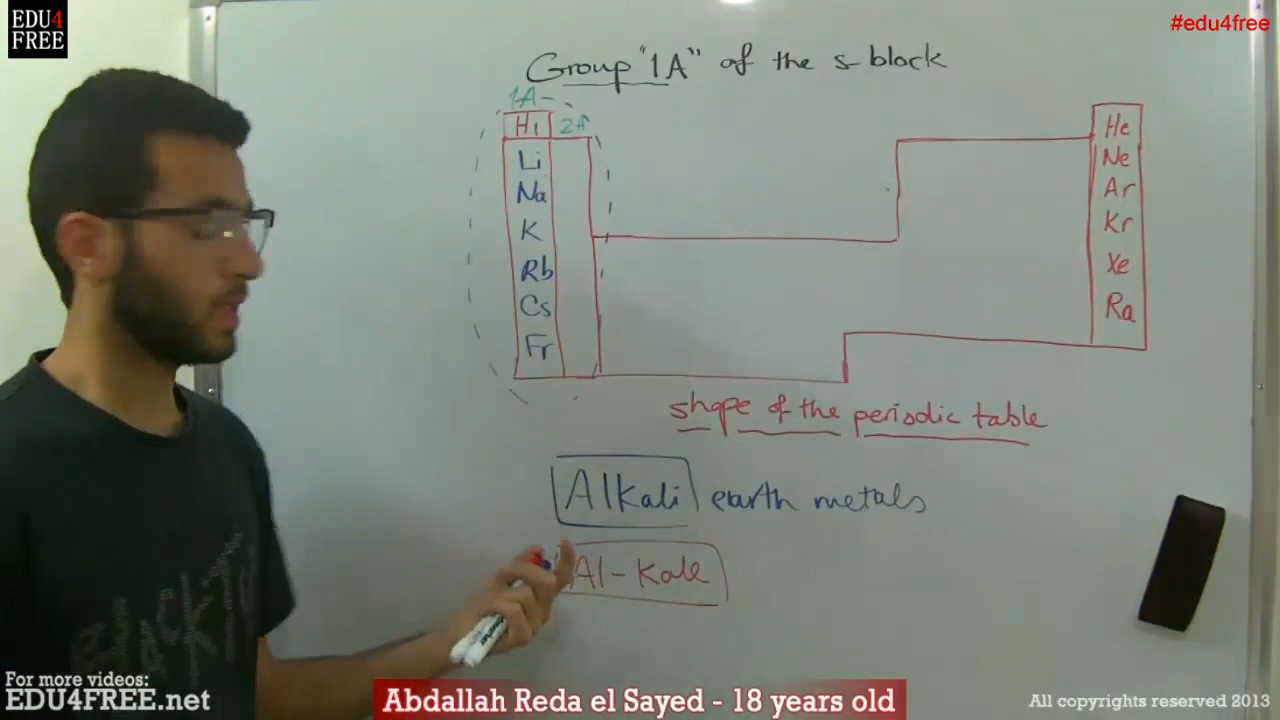 EDU4
FREE
#edu4free
Group "1A" of the s-block
1A
H1
2A
Li
Na
K
Rb
Cs
Fr
He
Ne
Ar
Kr
Xe
Ra
shape of the periodic table
Alkali earth metals
Al-Kale
For more videos:
EDU4FREE.net
Abdallah Reda el Sayed - 18 years old
All copyrights reserved 2013